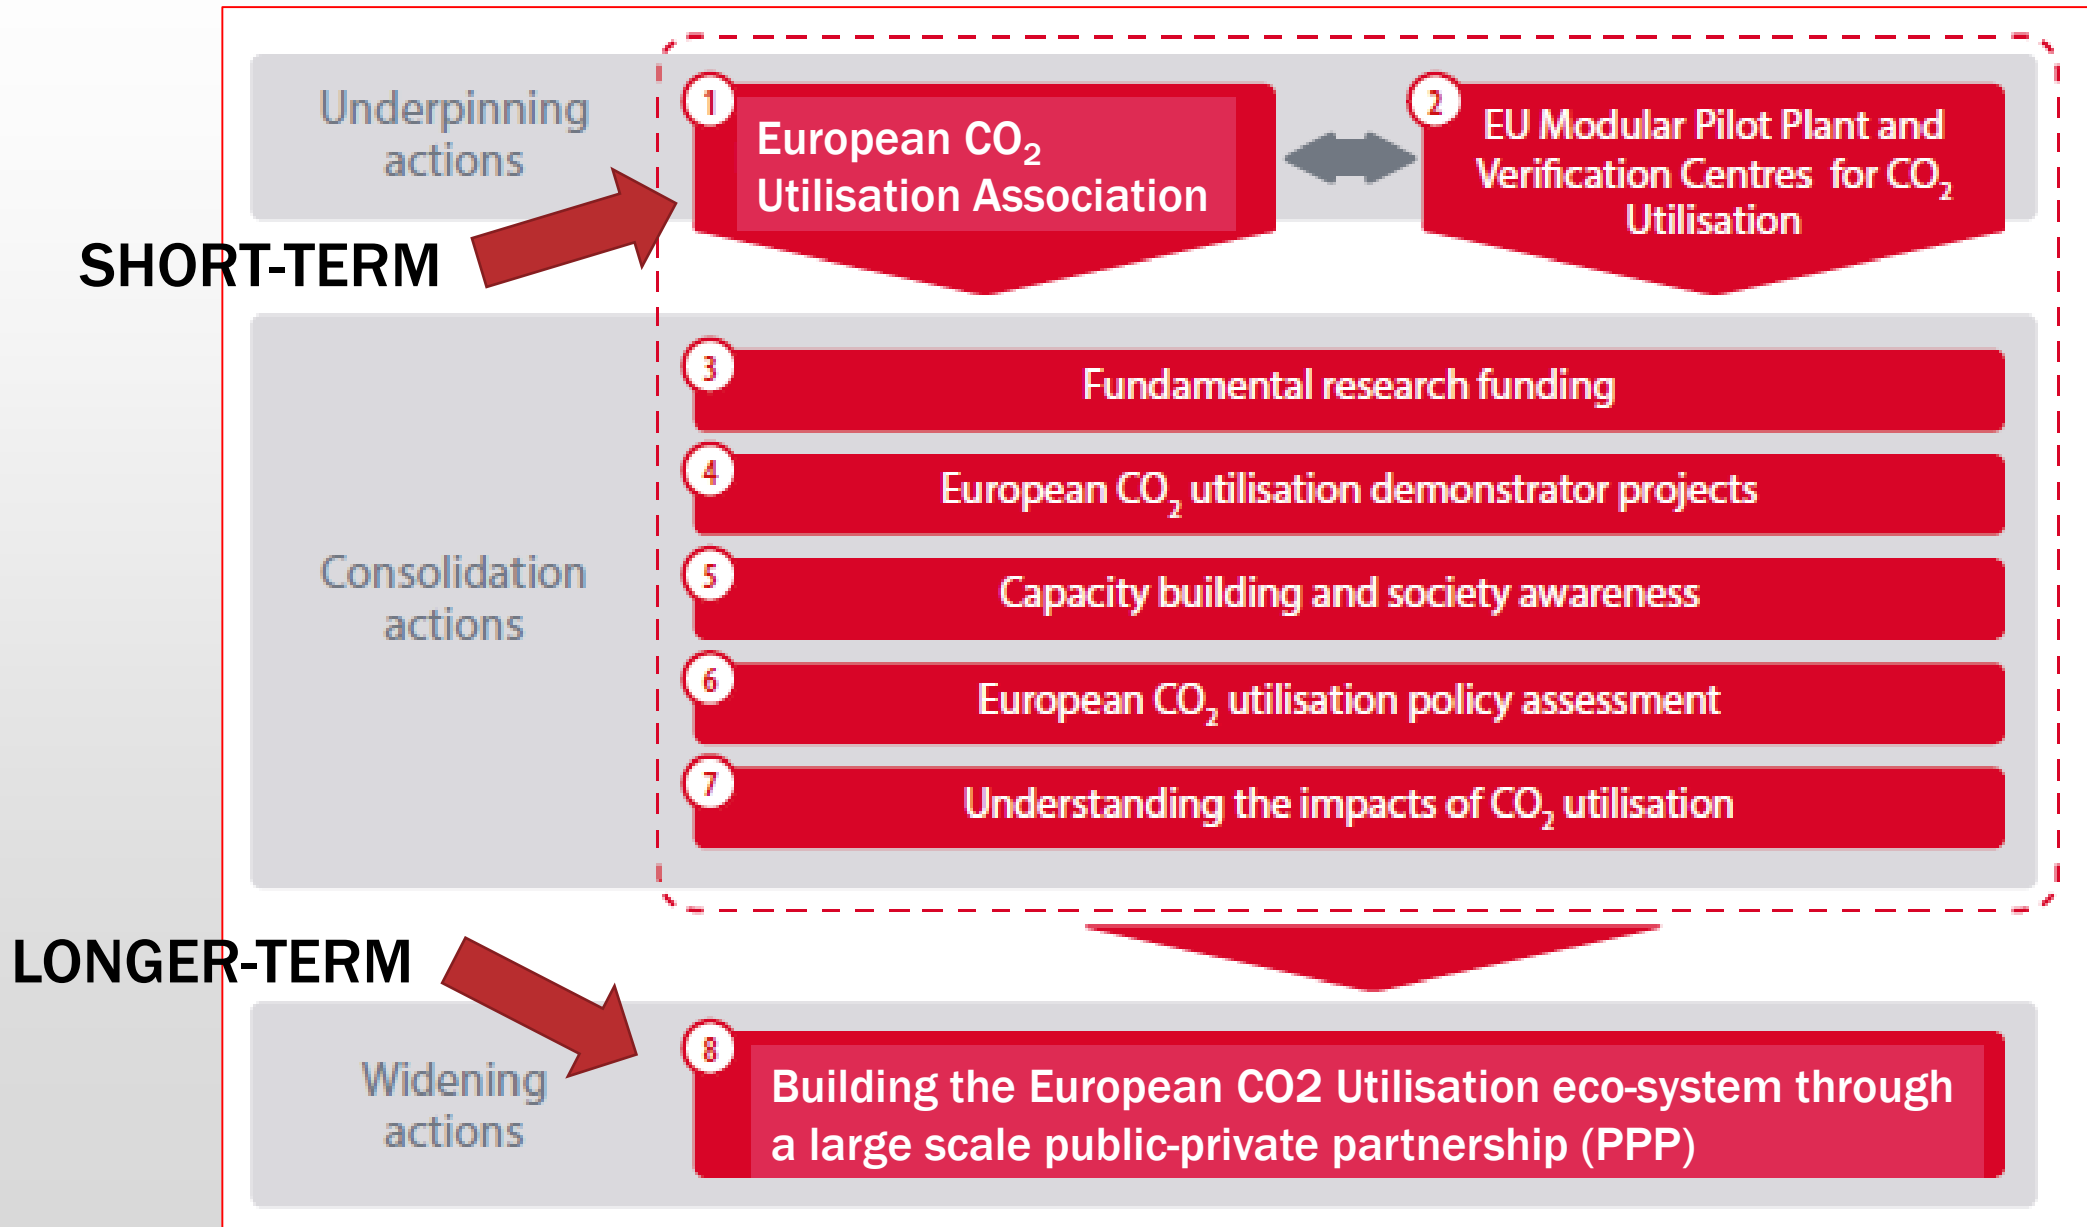 Underpinning
actions
1
European CO₂
Utilisation Association
2
EU Modular Pilot Plant and
Verification Centres for CO₂
Utilisation
SHORT-TERM
Consolidation
actions
3
Fundamental research funding
4
European CO₂ utilisation demonstrator projects
5
Capacity building and society awareness
6
European CO₂ utilisation policy assessment
7
Understanding the impacts of CO₂ utilisation
LONGER-TERM
Widening
actions
8
Building the European CO2 Utilisation eco-system through
a large scale public-private partnership (PPP)